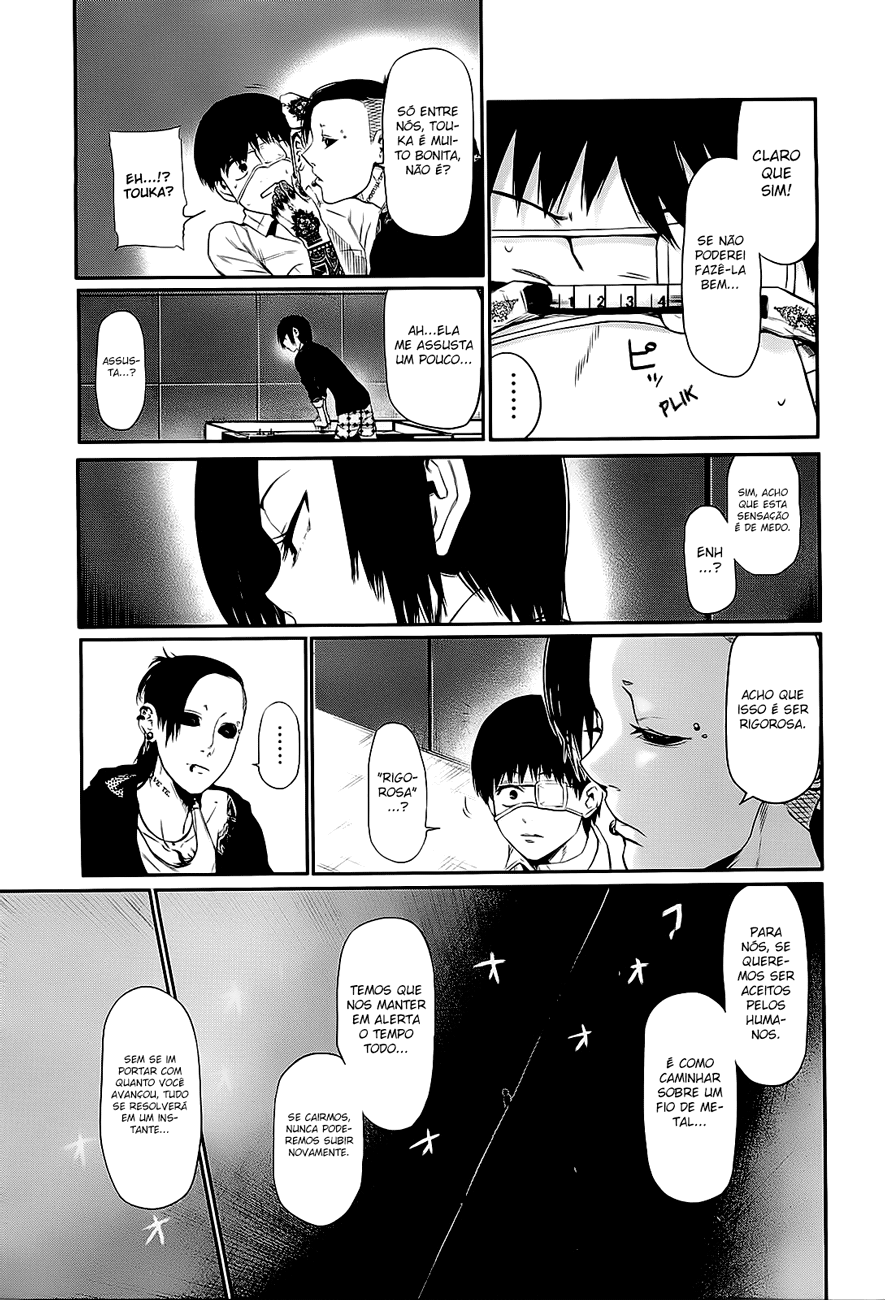 CLARO
QUE
SIM!
SE NÃO
PODEREI
FAZÊ-LA
BEM...
1 2 3 4
ピッ
PLIK
SÓ ENTRE
NÓS, TOU-
KA É MUI
TO BONITA,
NÃO É?
EH...!?
TOUKA?
AH...ELA
ME ASSUSTA
UM POUCO...
ASSUS-
TA...?
SIM, ACHO
QUE ESTA
SENSAÇÃO
É DE MEDO.
ENH
...?
ACHO QUE
ISSO É SER
RIGOROSA.
"RIGO-
ROSA"
...?
PARA
NÓS, SE
QUERE-
MOS SER
ACEITOS
PELOS
HUMA-
NOS.
É COMO
CAMINHAR
SOBRE UM
FIO DE ME-
TAL...
TEMOS QUE
NOS MANTER
EM ALERTA
O TEMPO
TODO...
SE CAIRMOS,
NUNCA PODE-
REMOS SUBIR
NOVAMENTE.
SEM SE IM
PORTAR COM
QUANTO VOCÊ
AVANÇOU, TUDO
SE RESOLVERÁ
EM UM INS-
TANTE...